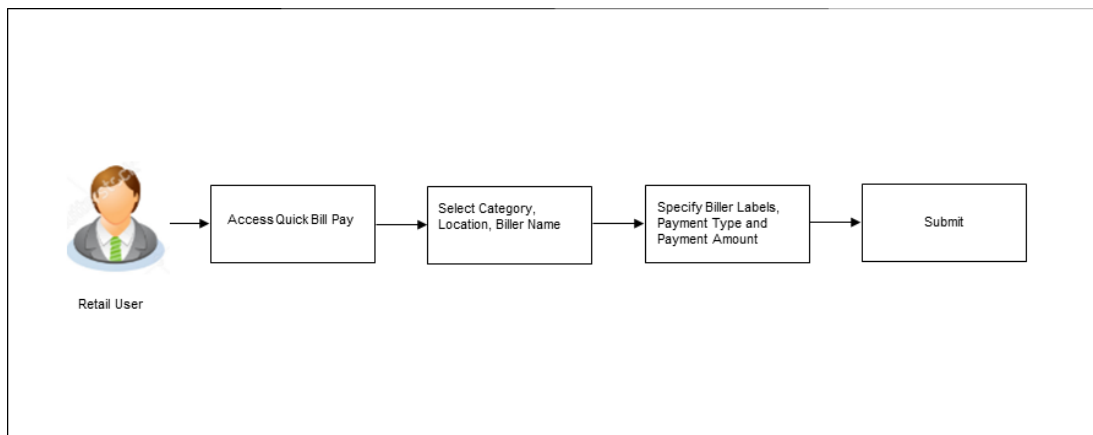 Access Quick Bill Pay
Select Category,
Location, Biller Name
Specify Biller Labels,
Payment Type and
Payment Amount
Submit
Retail User